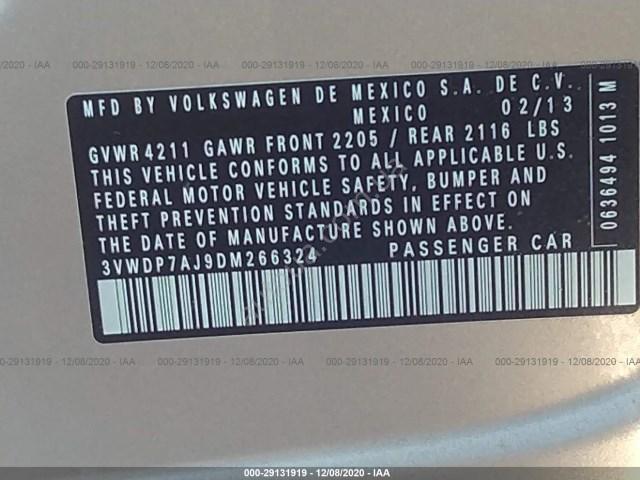 000-29131919 - 12/08/2020 - IAA
MFD BY VOLKSWAGEN DE MEXICO S.A. DE C.V.
MEXICO 02/13
GVWR 4211 GAWR FRONT 2205 / REAR 2116 LBS
THIS VEHICLE CONFORMS TO ALL APPLICABLE U.S.
FEDERAL MOTOR VEHICLE SAFETY, BUMPER AND
THEFT PREVENTION STANDARDS IN EFFECT ON
THE DATE OF MANUFACTURE SHOWN ABOVE.
3VWDP7AJ9DM266324 PASSENGER CAR
0636494 1013 M
000-29131919 - 12/08/2020 - IAA
000-29131919 - 12/08/2020 - IAA